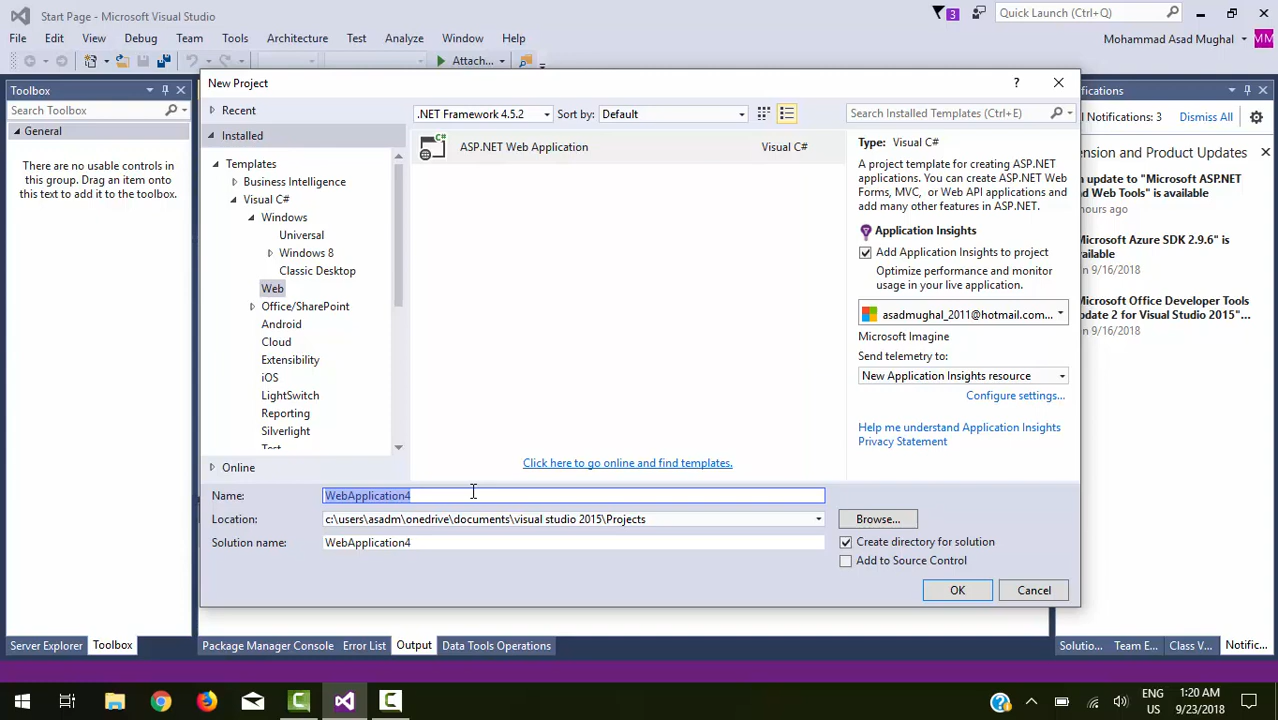 Start Page - Microsoft Visual Studio
3
Quick Launch (Ctrl+Q)
File Edit View Debug Team Tools Architecture Test Analyze Window Help
Mohammad Asad Mughal
MM
Attach...
Toolbox
Search Toolbox
General
There are no usable controls in
this group. Drag an item onto
this text to add it to the toolbox.
New Project
?
Recent
Installed
Templates
Business Intelligence
Visual C#
Windows
Universal
Windows 8
Classic Desktop
Web
Office/SharePoint
Android
Cloud
Extensibility
iOS
LightSwitch
Reporting
Silverlight
Test
Online
.NET Framework 4.5.2
Sort by: Default
C#
ASP.NET Web Application
Visual C#
Click here to go online and find templates.
Search Installed Templates (Ctrl+E)
Type: Visual C#
A project template for creating ASP.NET
applications. You can create ASP.NET Web
Forms, MVC, or Web API applications and
add many other features in ASP.NET.
Application Insights
Add Application Insights to project
Optimize performance and monitor
usage in your live application.
asadmughal_2011@hotmail.com...
Microsoft Imagine
Send telemetry to:
New Application Insights resource
Configure settings...
Help me understand Application Insights
Privacy Statement
Name: WebApplication4
Location: c:\users\asadm\onedrive\documents\visual studio 2015\Projects
Browse...
Solution name: WebApplication4
Create directory for solution
Add to Source Control
OK
Cancel
ifications
l Notifications: 3
Dismiss All
ension and Product Updates
n update to "Microsoft ASP.NET
nd Web Tools" is available
hours ago
Microsoft Azure SDK 2.9.6" is
vailable
n 9/16/2018
Microsoft Office Developer Tools
pdate 2 for Visual Studio 2015"...
n 9/16/2018
Server Explorer Toolbox
Package Manager Console Error List Output Data Tools Operations
Solutio... Team E... Class V... Notific...
ENG
US
1:20 AM
9/23/2018